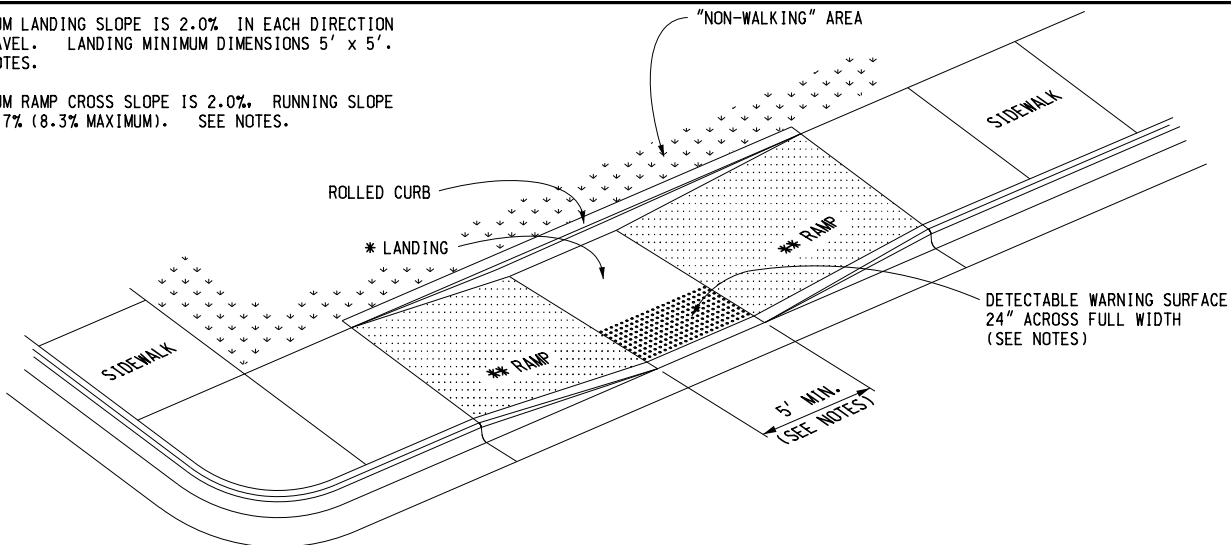 LANDING SLOPE IS 2.0%. IN EACH DIRECTION
LANDING MINIMUM DIMENSIONS 5' x 5'.
RAMP CROSS SLOPE IS 2.0%. RUNNING SLOPE
7% (8.3% MAXIMUM). SEE NOTES.
"NON-WALKING" AREA
SIDEWALK
ROLLED CURB
** RAMP
* LANDING
DETECTABLE WARNING SURFACE
24" ACROSS FULL WIDTH
(SEE NOTES)
SIDEWALK
** RAMP
5' MIN.
(SEE NOTES)